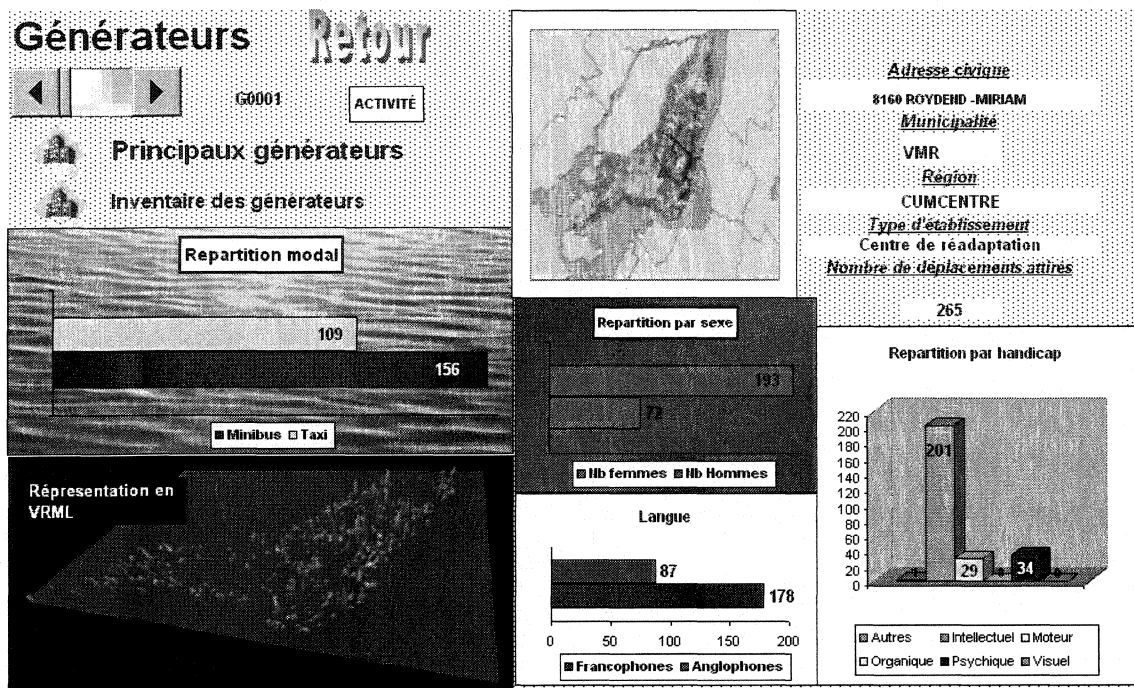 Générateurs
Retour
G0001
ACTIVITÉ
Principaux générateurs
Inventaire des générateurs
Adresse civique
8160 ROYDEND -MIRIAM
Municipalité
VMR
Région
CUMCENTRE
Type d'établissement
Centre de réadaptation
Nombre de déplacements attirés
265
Repartition modal
109
156
Minibus Taxi
Repartition par sexe
193
72
Nb femmes Nb Hommes
Repartition par handicap
220
200
180
160
140
120
100
80
60
40
20
0
201
29
34
Autres Intellectuel Moteur
Organique Psychique Visuel
Réprésentation en
VRML
Langue
87
178
0 50 100 150 200
Francophones Anglophones